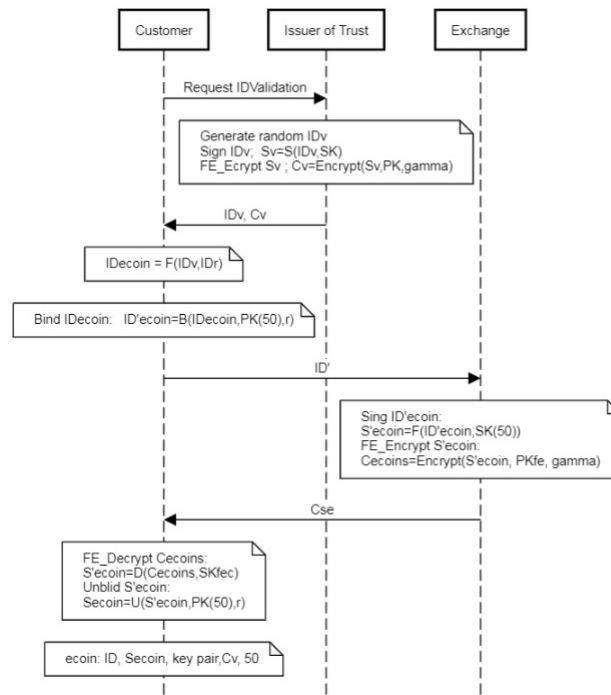 Customer
Issuer of Trust
Exchange
Request IDValidation
Generate random IDv
Sign IDv;  Sv=S(IDv,SK)
FE_Ecrypt Sv ; Cv=Encrypt(Sv,PK,gamma)
IDv, Cv
IDecoin = F(IDv,IDr)
Bind IDecoin:   ID'ecoin=B(IDecoin,PK(50),r)
ID'
Sing ID'ecoin:
S'ecoin=F(ID'ecoin,SK(50))
FE_Encrypt S'ecoin:
Cecoins=Encrypt(S'ecoin, PKfe, gamma)
Cse
FE_Decrypt Cecoins:
S'ecoin=D(Cecoins,SKfec)
Unblid S'ecoin:
Secoin=U(S'ecoin,PK(50),r)
ecoin: ID, Secoin, key pair,Cv, 50